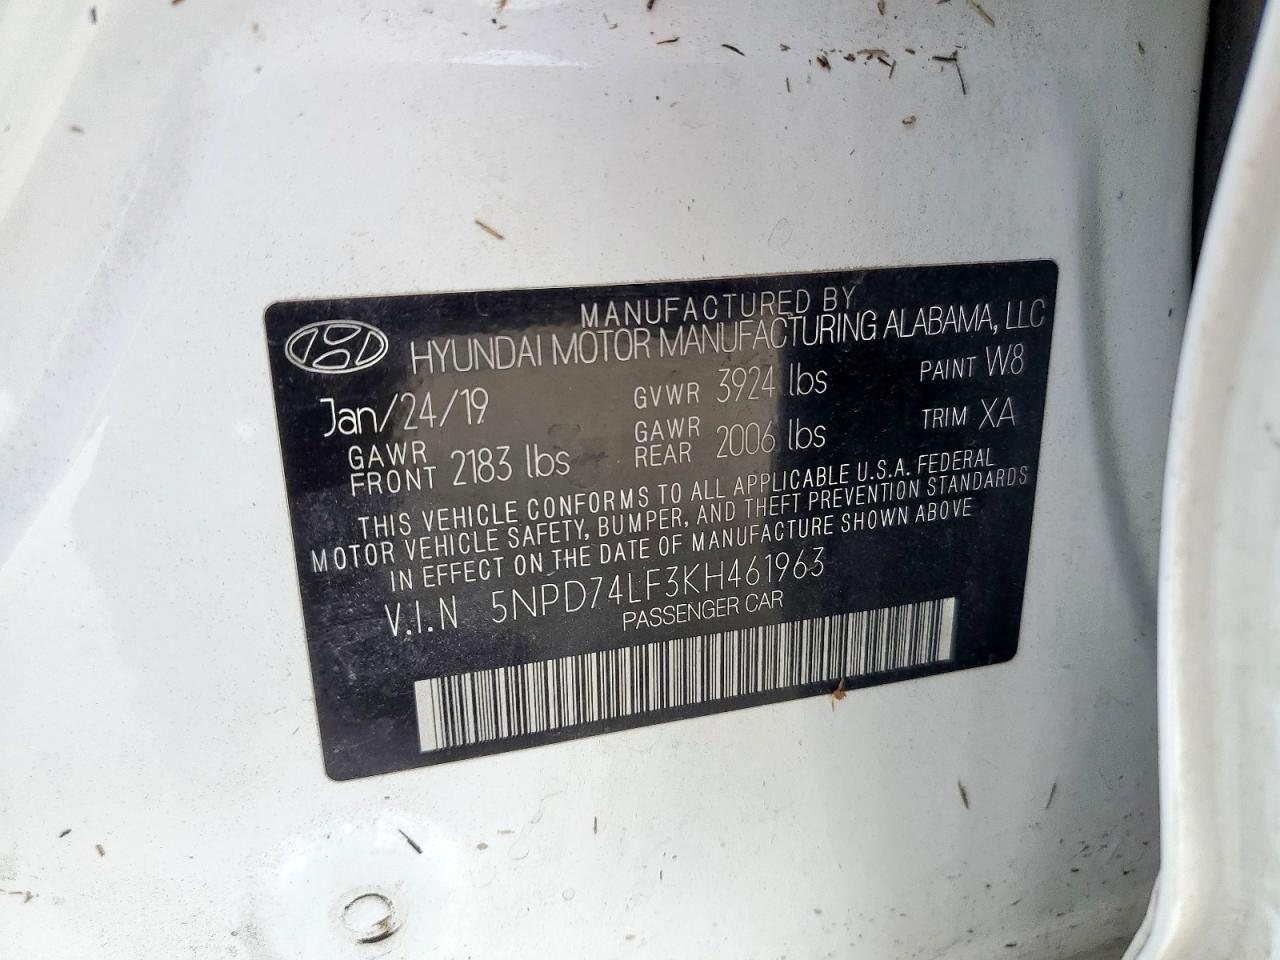 MANUFACTURED BY
HYUNDAI MOTOR MANUFACTURING ALABAMA, LLC
Jan/24/19 GVWR 3924 lbs PAINT W8
GAWR FRONT 2183 lbs GAWR REAR 2006 lbs TRIM XA
THIS VEHICLE CONFORMS TO ALL APPLICABLE U.S.A. FEDERAL
MOTOR VEHICLE SAFETY, BUMPER, AND THEFT PREVENTION STANDARDS
IN EFFECT ON THE DATE OF MANUFACTURE SHOWN ABOVE
V.I.N 5NPD74LF3KH461963
PASSENGER CAR